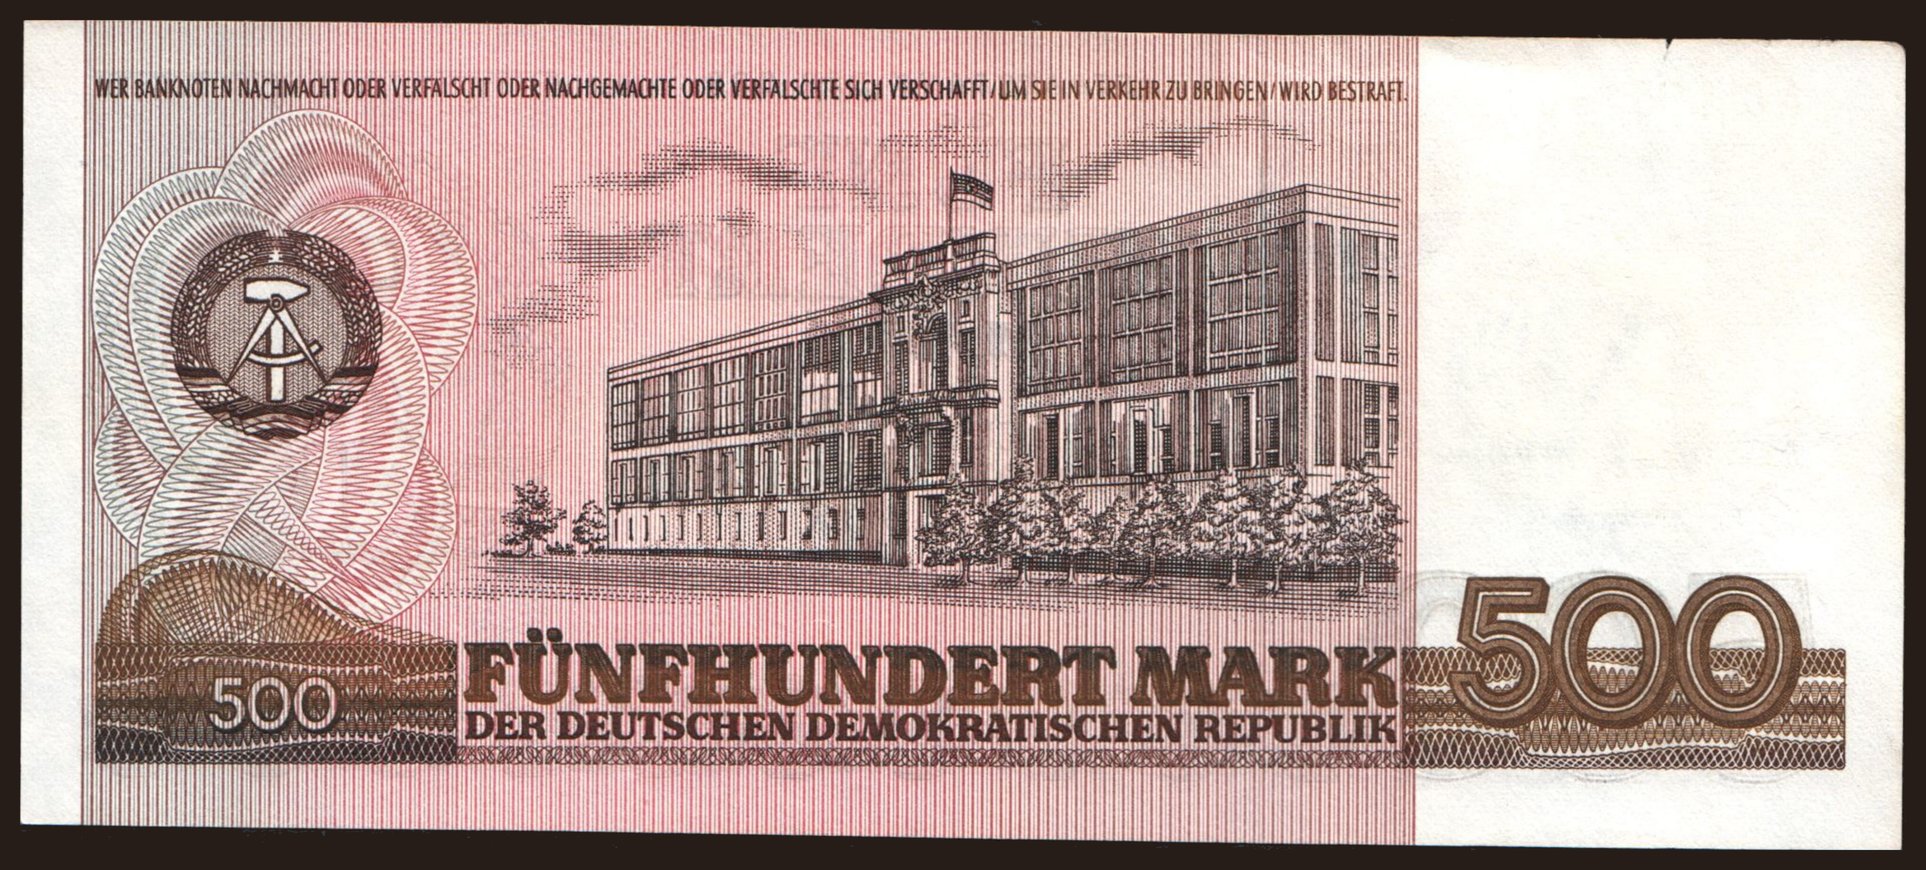 WER BANKNOTEN NACHMACHT ODER VERFÄLSCHT ODER NACHGEMACHTE ODER VERFÄLSCHTE SICH VERSCHAFFT/UM SIE IN VERKEHR ZU BRINGEN/WIRD BESTRAFT.
500
FÜNFHUNDERT MARK
DER DEUTSCHEN DEMOKRATISCHEN REPUBLIK
500